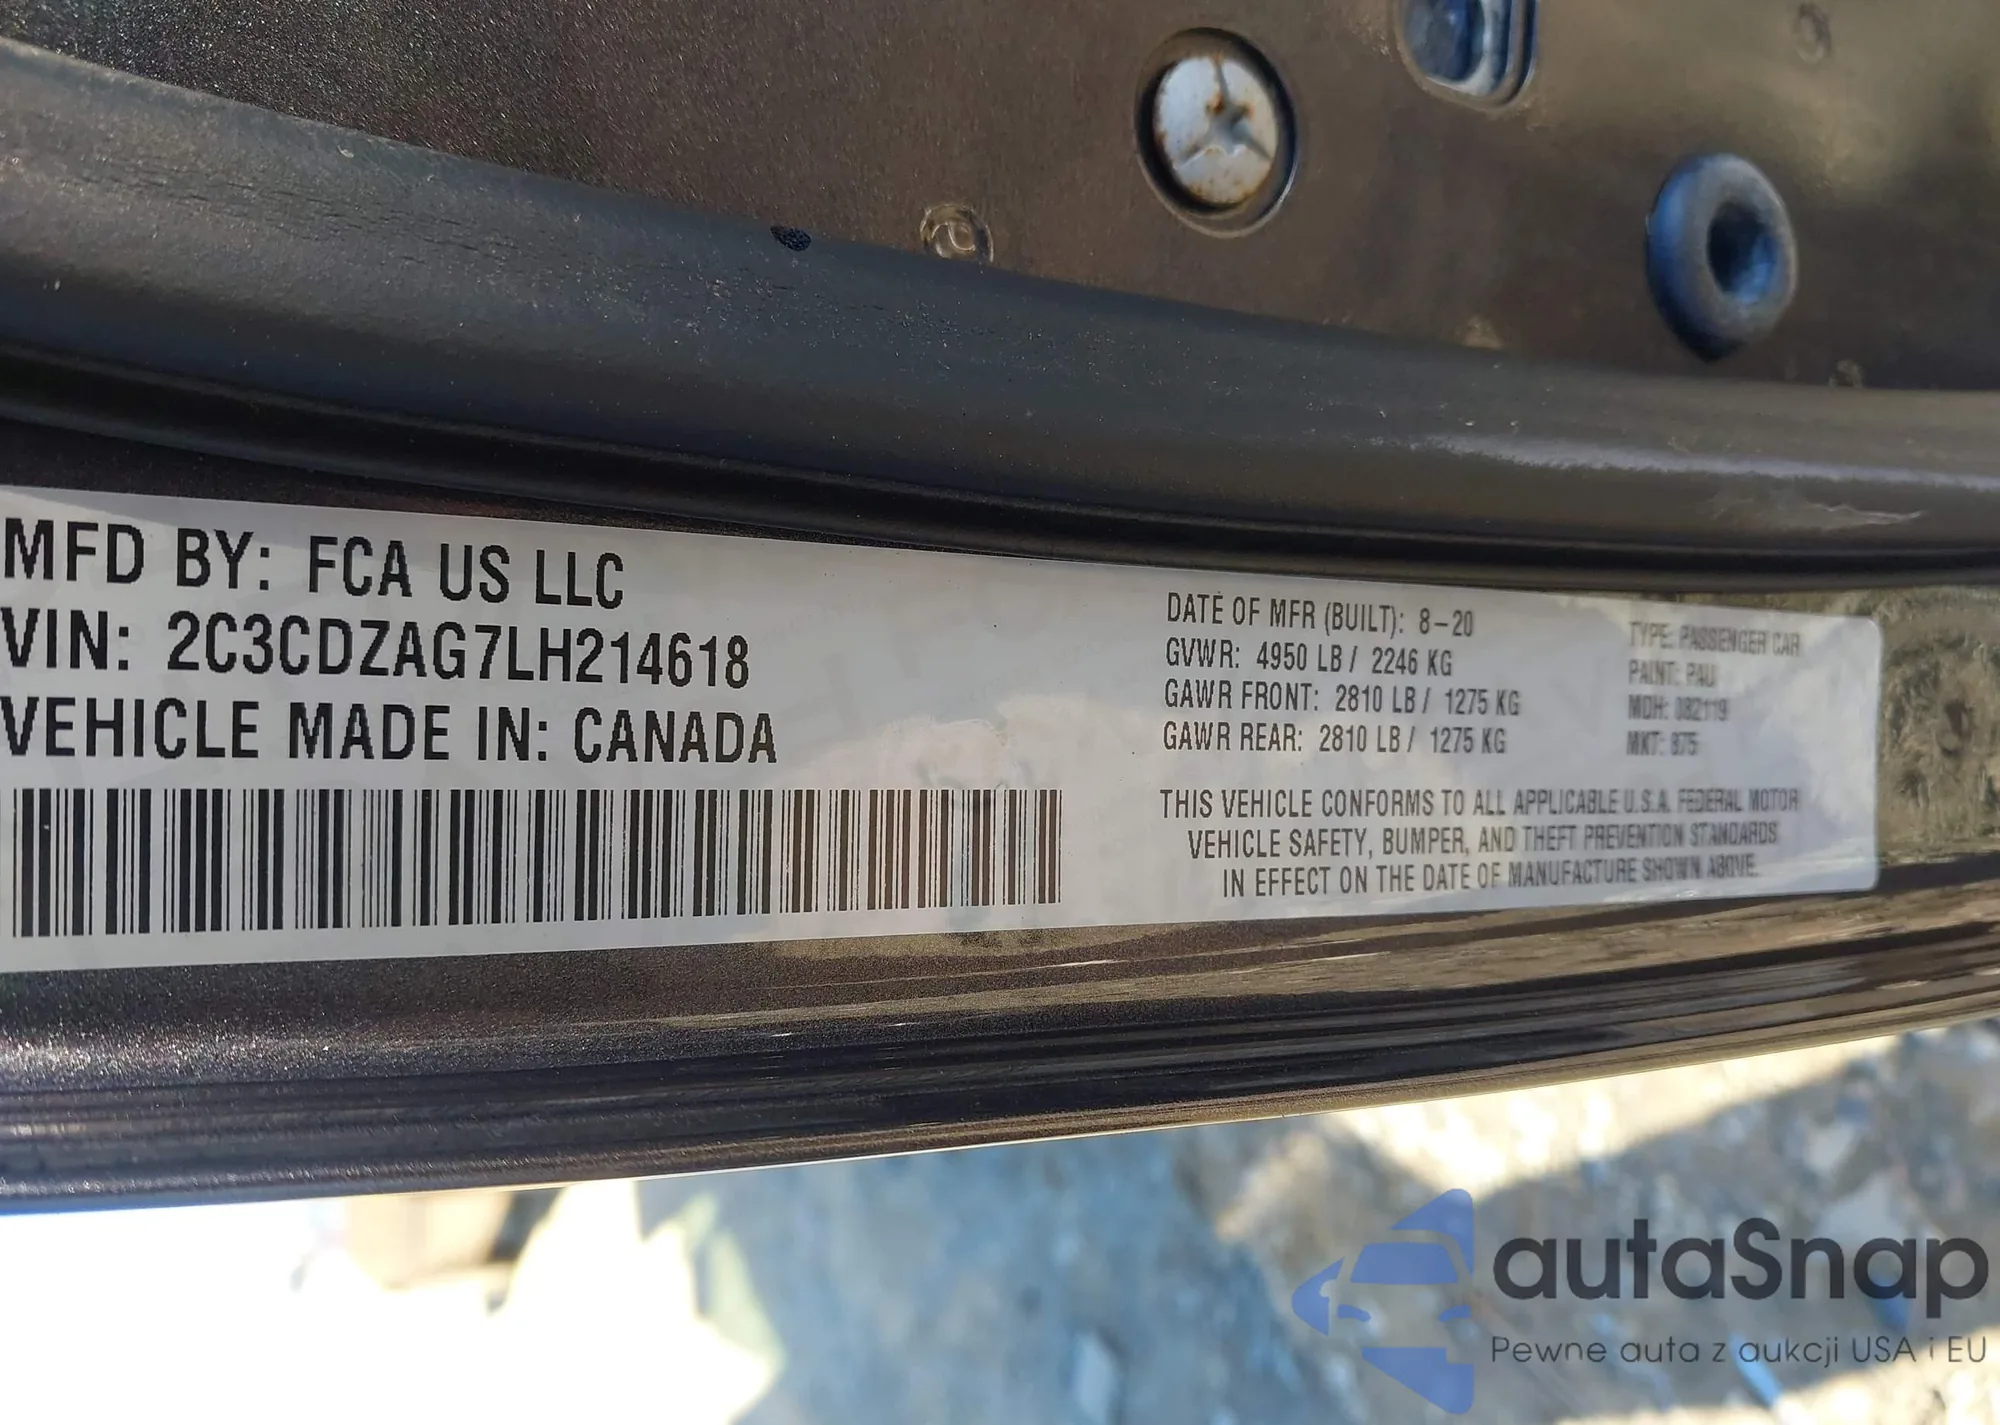 MFD BY: FCA US LLC
VIN: 2C3CDZAG7LH214618
VEHICLE MADE IN: CANADA
DATE OF MFR (BUILT): 8-20
GVWR: 4950 LB / 2246 KG
GAWR FRONT: 2810 LB / 1275 KG
GAWR REAR: 2810 LB / 1275 KG
TYPE: PASSENGER CAR
PAINT: PAU
MDH: 082119
MKT: 875
THIS VEHICLE CONFORMS TO ALL APPLICABLE U.S.A. FEDERAL MOTOR
VEHICLE SAFETY, BUMPER, AND THEFT PREVENTION STANDARDS
IN EFFECT ON THE DATE OF MANUFACTURE SHOWN ABOVE.
autaSnap
Pewne auta z aukcji USA i EU